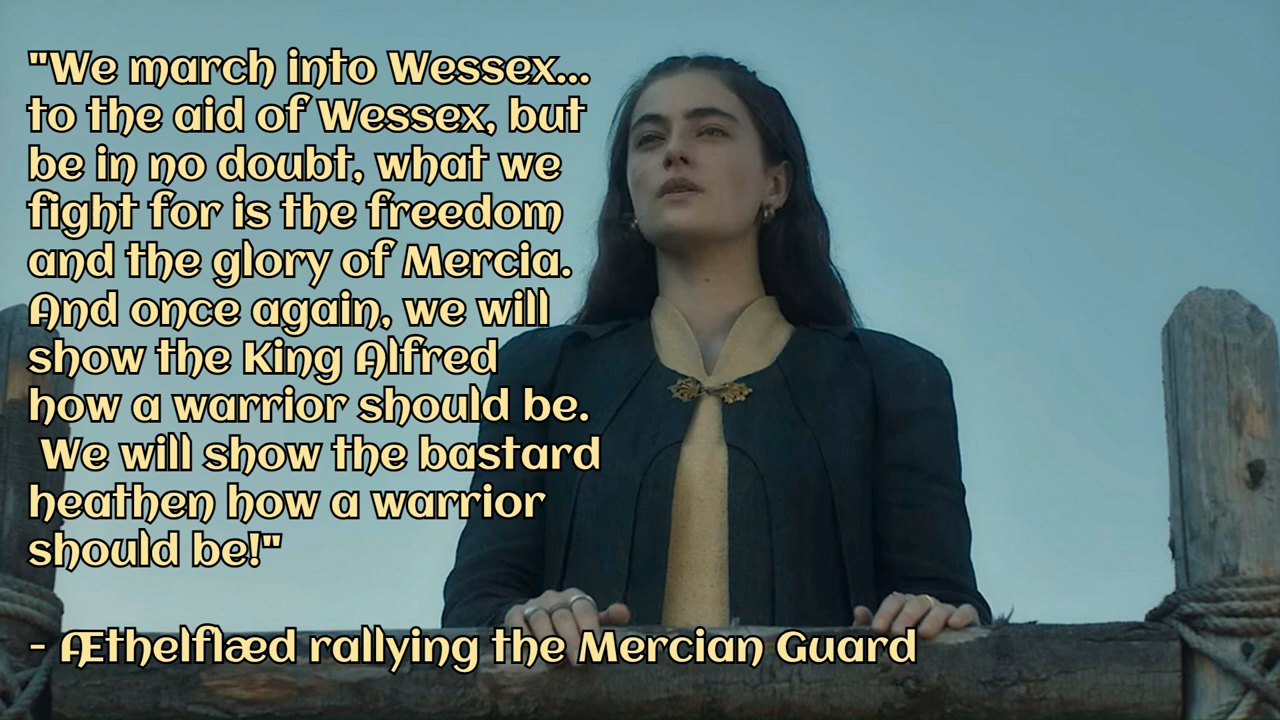 "We march into Wessex...
to the aid of Wessex, but
be in no doubt, what we
fight for is the freedom
and the glory of Mercia.
And once again, we will
show the King Alfred
how a warrior should be.
We will show the bastard
heathen how a warrior
should be!"
- Æthelflæd rallying the Mercian Guard